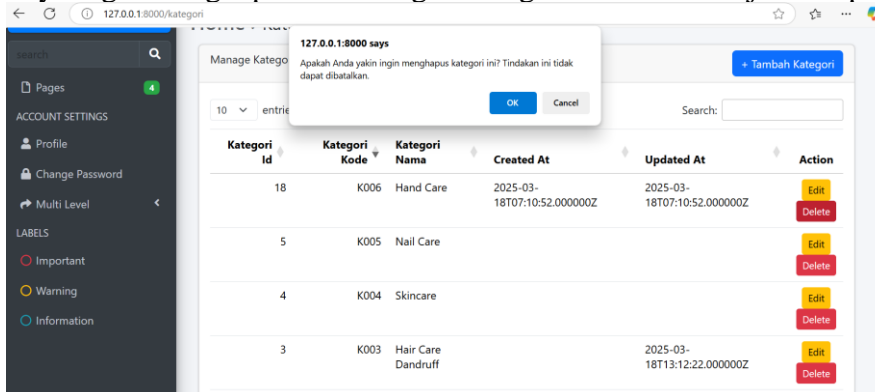 127.0.0.1:8000/kategori
127.0.0.1:8000 says
Apakah Anda yakin ingin menghapus kategori ini? Tindakan ini tidak
dapat dibatalkan.
OK Cancel
search
Pages 4
ACCOUNT SETTINGS
Profile
Change Password
Multi Level
LABELS
Important
Warning
Information
Manage Katego
+ Tambah Kategori
10 entrie
Search:
Kategori Id Kategori Kode Kategori Nama Created At Updated At Action
18 K006 Hand Care 2025-03-18T07:10:52.000000Z 2025-03-18T07:10:52.000000Z Edit Delete
5 K005 Nail Care Edit Delete
4 K004 Skincare Edit Delete
3 K003 Hair Care Dandruff 2025-03-18T13:12:22.000000Z Edit Delete